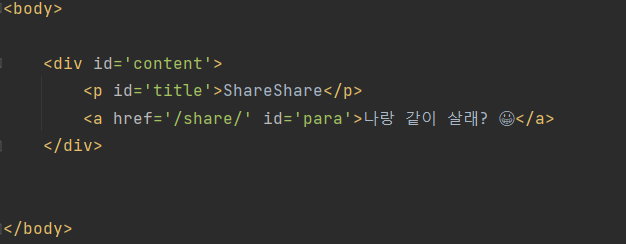 <body>
<div id='content'>
<p id='title'>ShareShare</p>
<a href='/share/' id='para'>나랑 같이 살래? 😀</a>
</div>
</body>